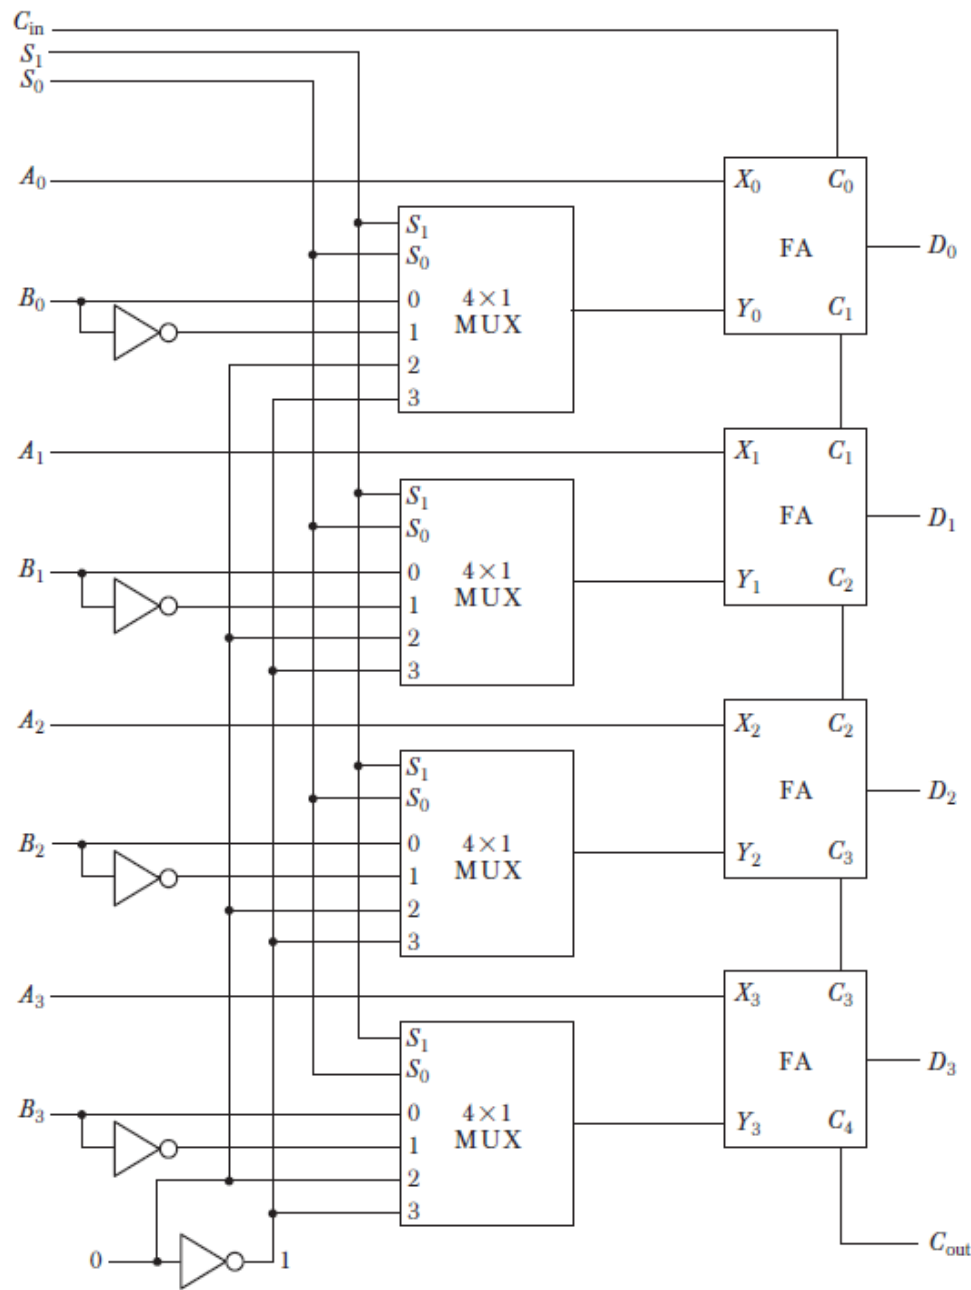 C_in
S_1
S_0
A_0 X_0 C_0
S_1
S_0 FA D_0
B_0 0 4×1
1 MUX Y_0 C_1
2
3
A_1 X_1 C_1
S_1
S_0 FA D_1
B_1 0 4×1
1 MUX Y_1 C_2
2
3
A_2 X_2 C_2
S_1
S_0 FA D_2
B_2 0 4×1
1 MUX Y_2 C_3
2
3
A_3 X_3 C_3
S_1
S_0 FA D_3
B_3 0 4×1
1 MUX Y_3 C_4
2
3
0 1 C_out